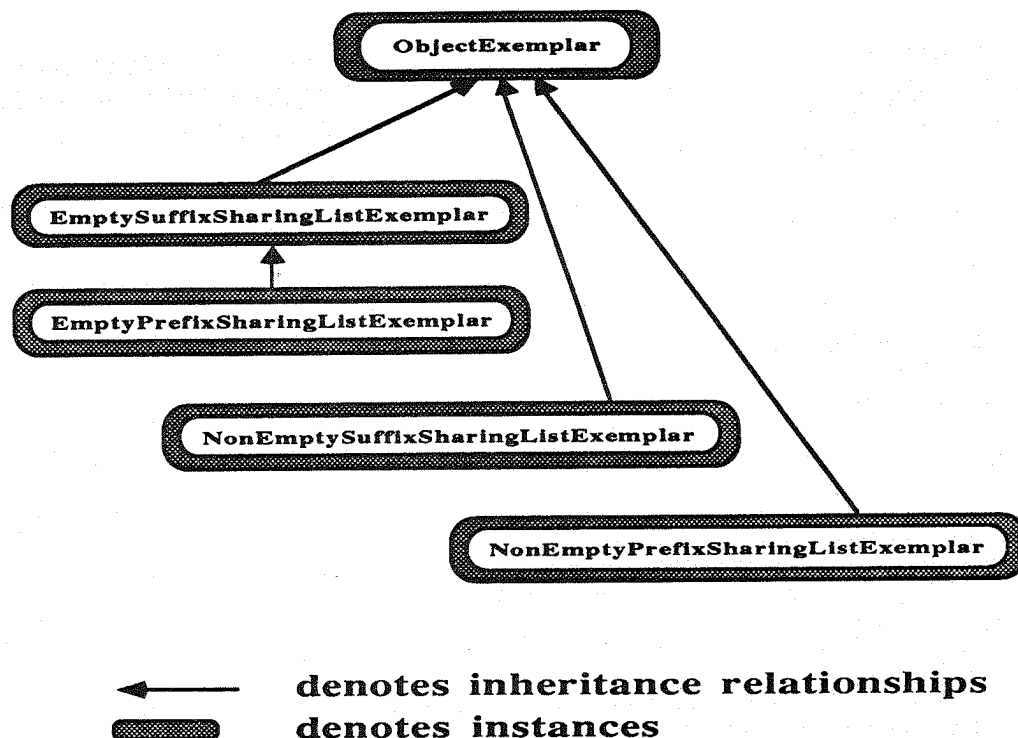 ObjectExemplar
EmptySuffixSharingListExemplar
EmptyPrefixSharingListExemplar
NonEmptySuffixSharingListExemplar
NonEmptyPrefixSharingListExemplar
denotes inheritance relationships
denotes instances